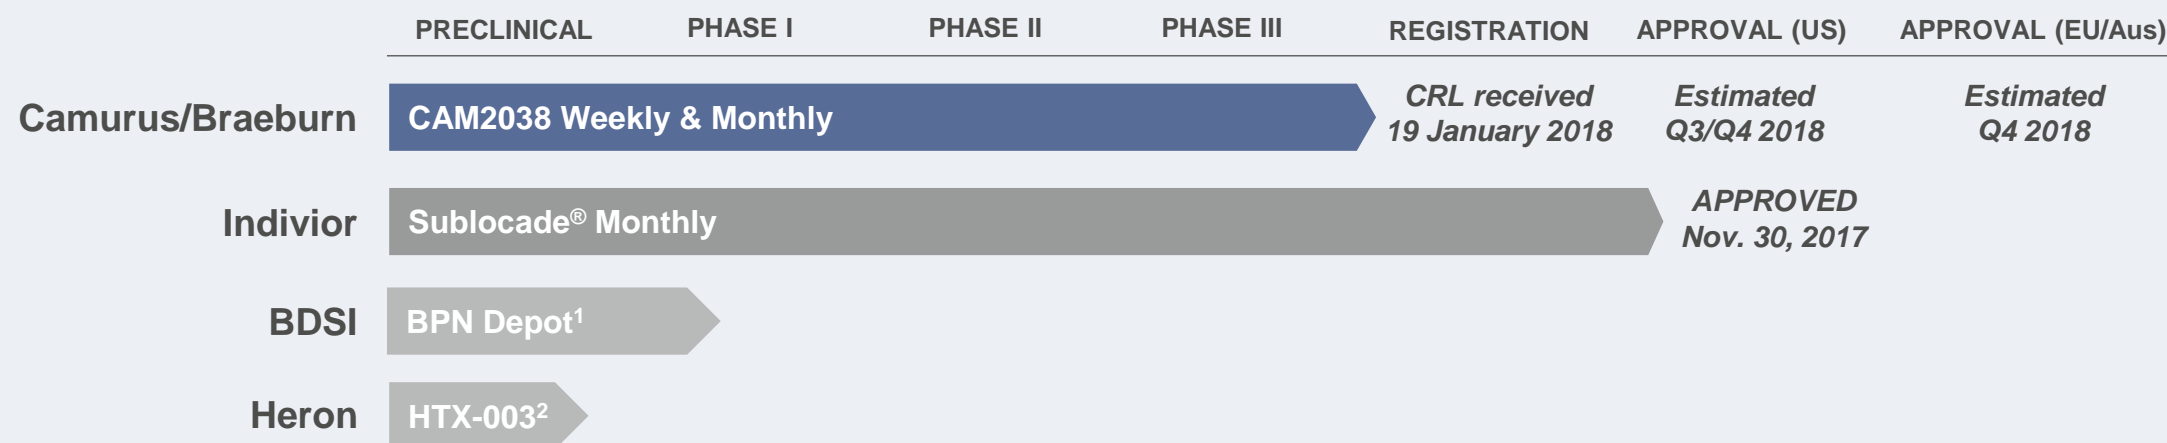 PRECLINICAL PHASE I PHASE II PHASE III REGISTRATION APPROVAL (US) APPROVAL (EU/Aus)
Camurus/Braeburn CAM2038 Weekly & Monthly
CRL received
19 January 2018
Estimated
Q3/Q4 2018
Estimated
Q4 2018
Indivior Sublocade® Monthly
APPROVED
Nov. 30, 2017
BDSI BPN Depot¹
Heron HTX-003²